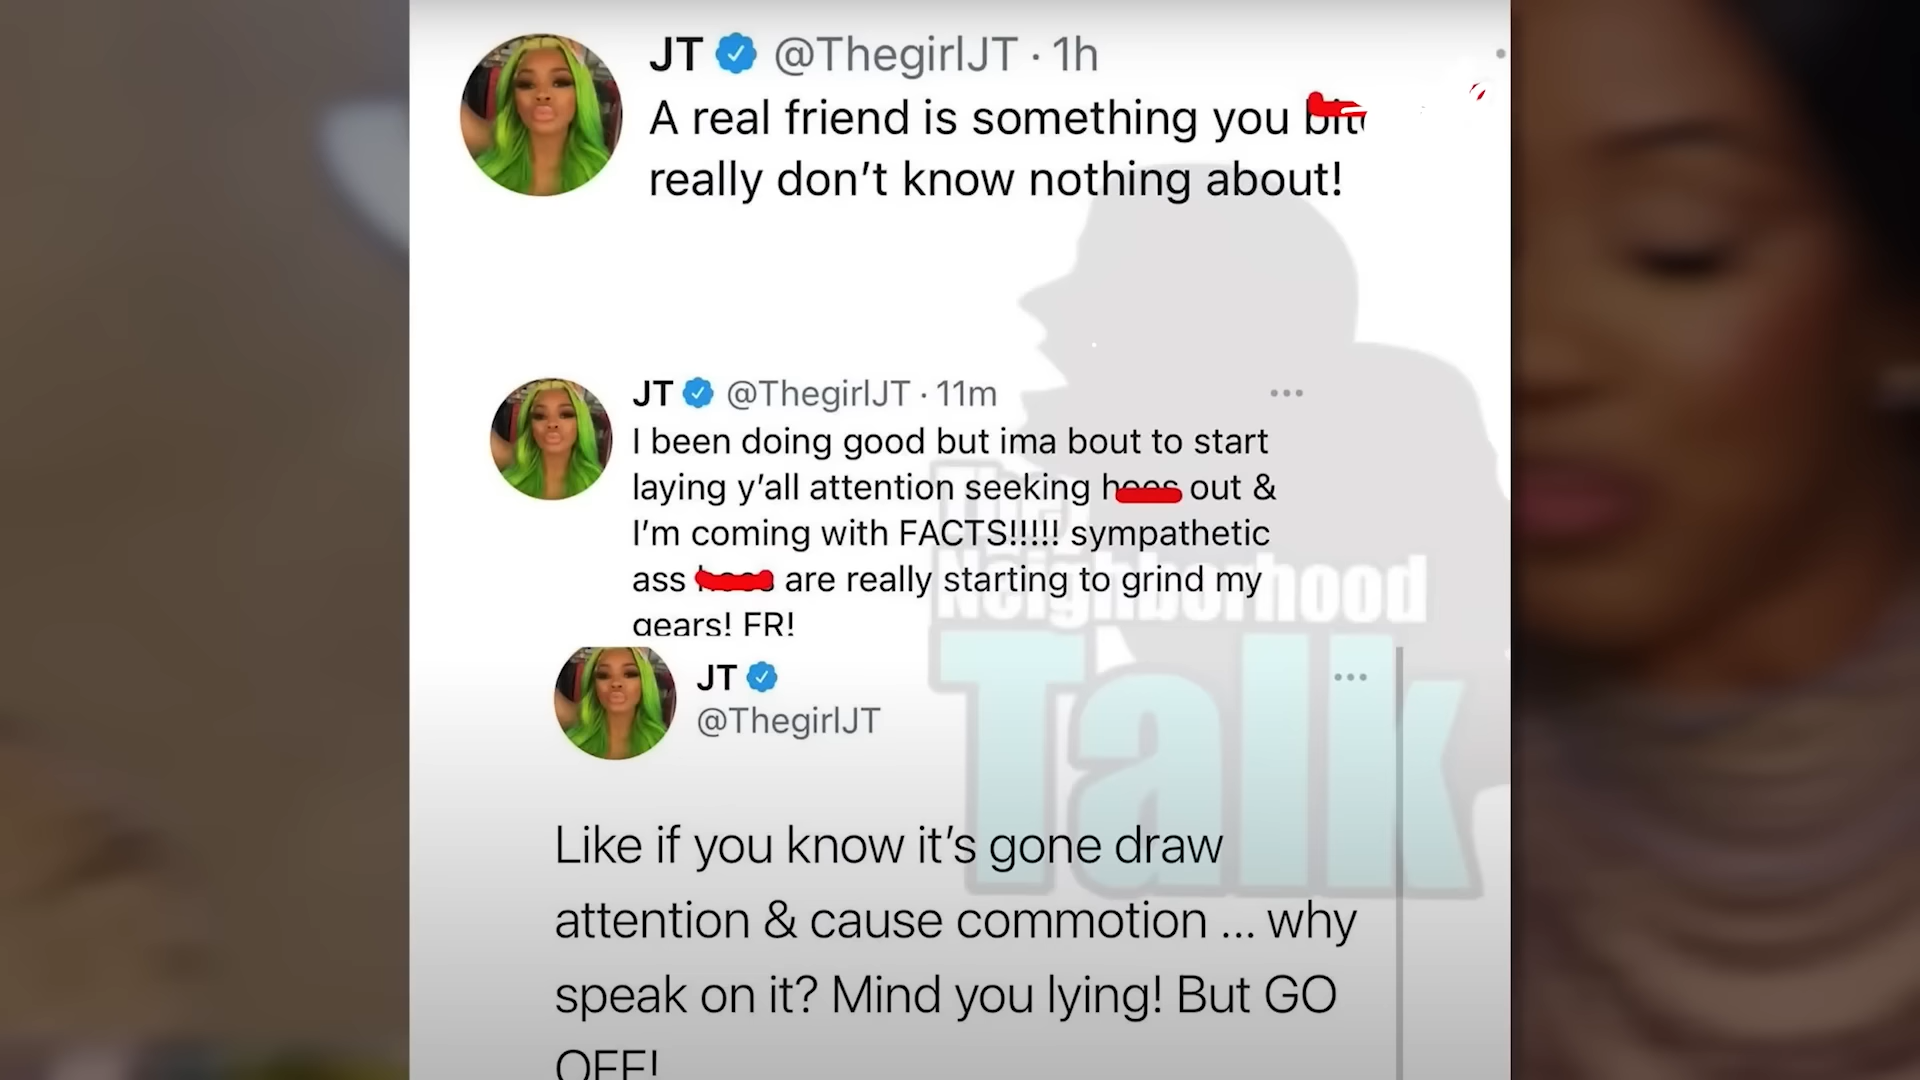 JT @ThegirlJT · 1h
A real friend is something you
really don't know nothing about!
JT @ThegirlJT · 11m
I been doing good but ima bout to start
laying y'all attention seeking hoes out &
I'm coming with FACTS!!!!! sympathetic
ass are really starting to grind my
gears! FR!
JT
@ThegirlJT
Like if you know it's gone draw
attention & cause commotion ... why
speak on it? Mind you lying! But GO
OFF!
The
Neighborhood
Talk